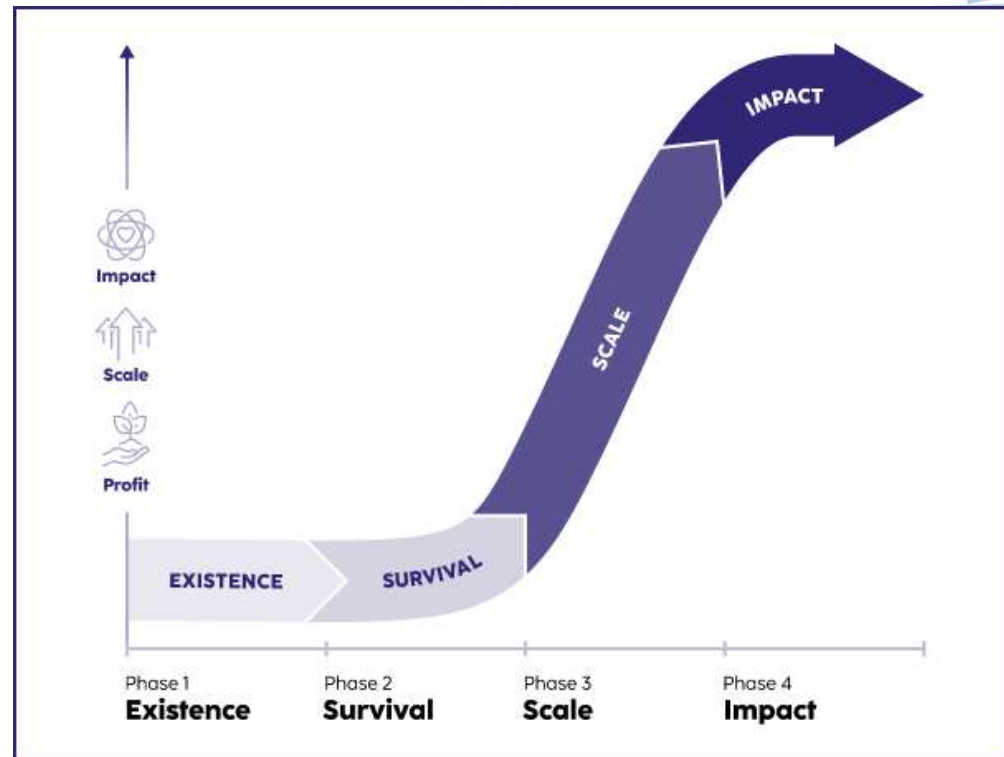 IMPACT
Impact
SCALE
Scale
Profit
EXISTENCE
SURVIVAL
Phase 1
Existence
Phase 2
Survival
Phase 3
Scale
Phase 4
Impact